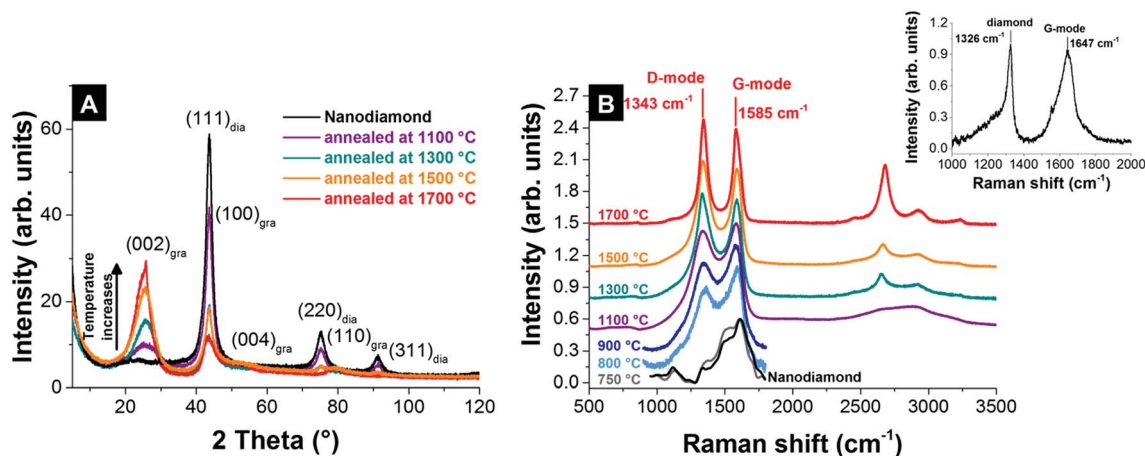 A
Intensity (arb. units)
60
40
20
0
20
40
60
80
100
120
2 Theta (°)
Temperature
increases
(002)gra
(111)dia
(100)gra
(004)gra
(220)dia
(110)gra
(311)dia
Nanodiamond
annealed at 1100 °C
annealed at 1300 °C
annealed at 1500 °C
annealed at 1700 °C
B
Intensity (arb. units)
2.7
2.4
2.1
1.8
1.5
1.2
0.9
0.6
0.3
0.0
500
1000
1500
2000
2500
3000
3500
Raman shift (cm-1)
D-mode
1343 cm-1
G-mode
1585 cm-1
1700 °C
1500 °C
1300 °C
1100 °C
900 °C
800 °C
750 °C
Nanodiamond
Intensity (arb. units)
1.2
0.9
0.6
0.3
0.0
1000
1200
1400
1600
1800
2000
Raman shift (cm-1)
diamond
1326 cm-1
G-mode
1647 cm-1